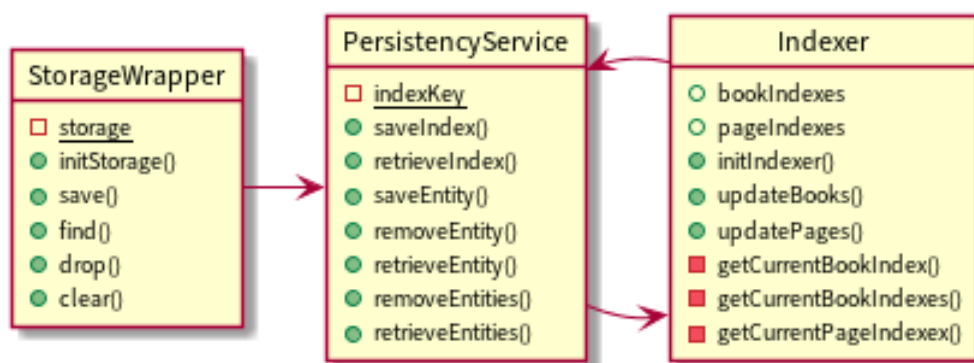 StorageWrapper
storage
initStorage()
save()
find()
drop()
clear()
PersistencyService
indexKey
saveIndex()
retrieveIndex()
saveEntity()
removeEntity()
retrieveEntity()
removeEntities()
retrieveEntities()
Indexer
bookIndexes
pageIndexes
initIndexer()
updateBooks()
updatePages()
getCurrentBookIndex()
getCurrentBookIndexes()
getCurrentPageIndexex()